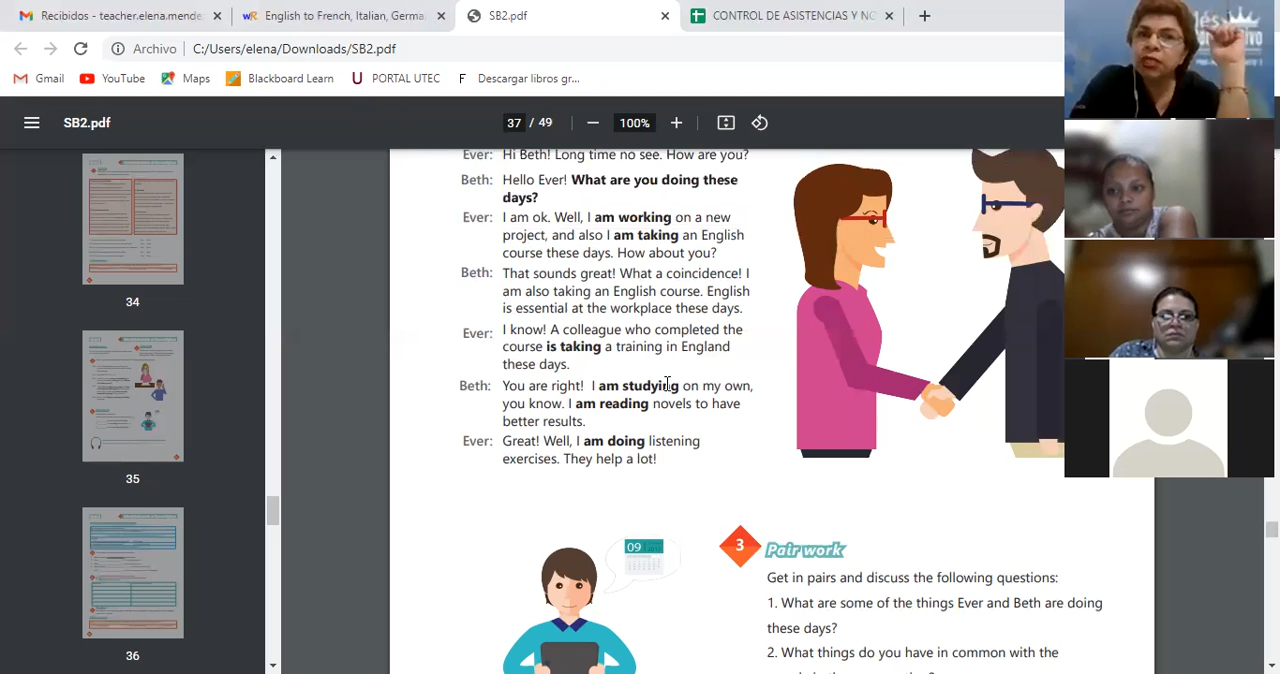 Recibidos - teacher.elena.mende
English to French, Italian, Germa
SB2.pdf
CONTROL DE ASISTENCIAS Y NO
Archivo C:/Users/elena/Downloads/SB2.pdf
Gmail YouTube Maps Blackboard Learn PORTAL UTEC Descargar libros gr...
SB2.pdf 37 / 49 100%
34
35
36
Ever: Hi Beth! Long time no see. How are you?
Beth: Hello Ever! What are you doing these
days?
Ever: I am ok. Well, I am working on a new
project, and also I am taking an English
course these days. How about you?
Beth: That sounds great! What a coincidence! I
am also taking an English course. English
is essential at the workplace these days.
Ever: I know! A colleague who completed the
course is taking a training in England
these days.
Beth: You are right! I am studying on my own,
you know. I am reading novels to have
better results.
Ever: Great! Well, I am doing listening
exercises. They help a lot!
09
3 Pair work
Get in pairs and discuss the following questions:
1. What are some of the things Ever and Beth are doing
these days?
2. What things do you have in common with the